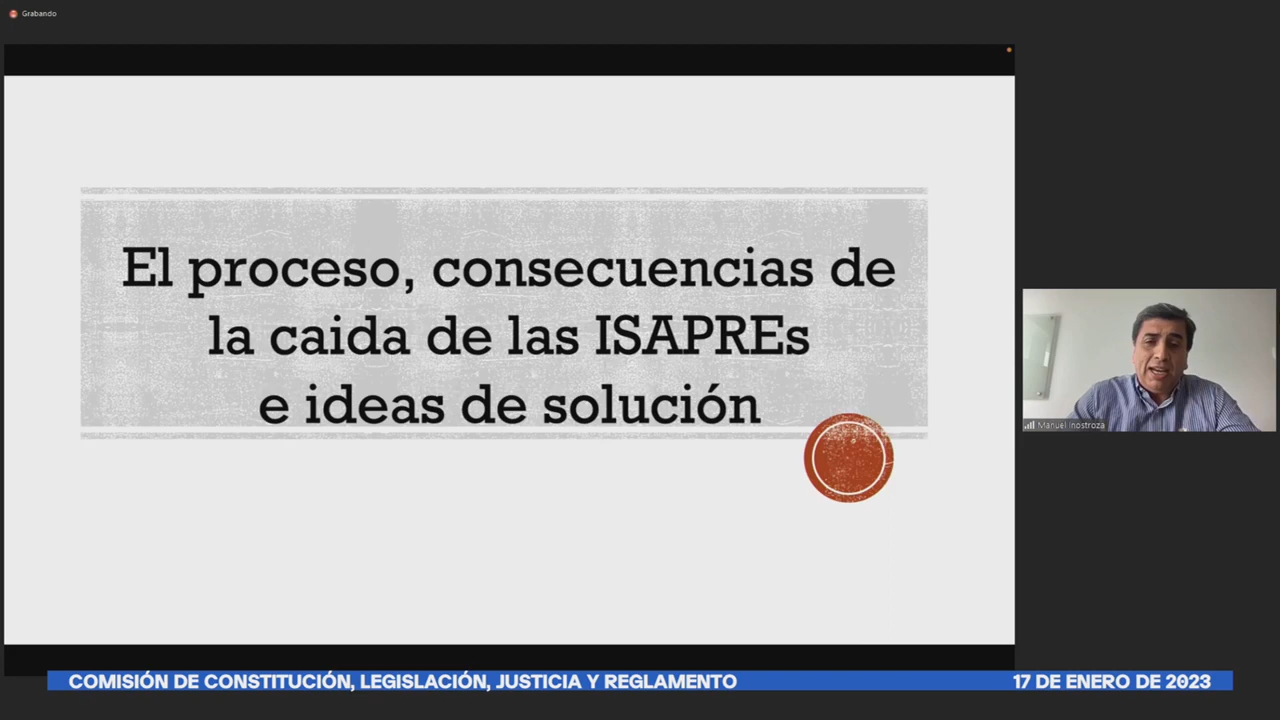 Grabando
El proceso, consecuencias de
la caida de las ISAPREs
e ideas de solución
Manuel Inostroza
COMISIÓN DE CONSTITUCIÓN, LEGISLACIÓN, JUSTICIA Y REGLAMENTO
17 DE ENERO DE 2023